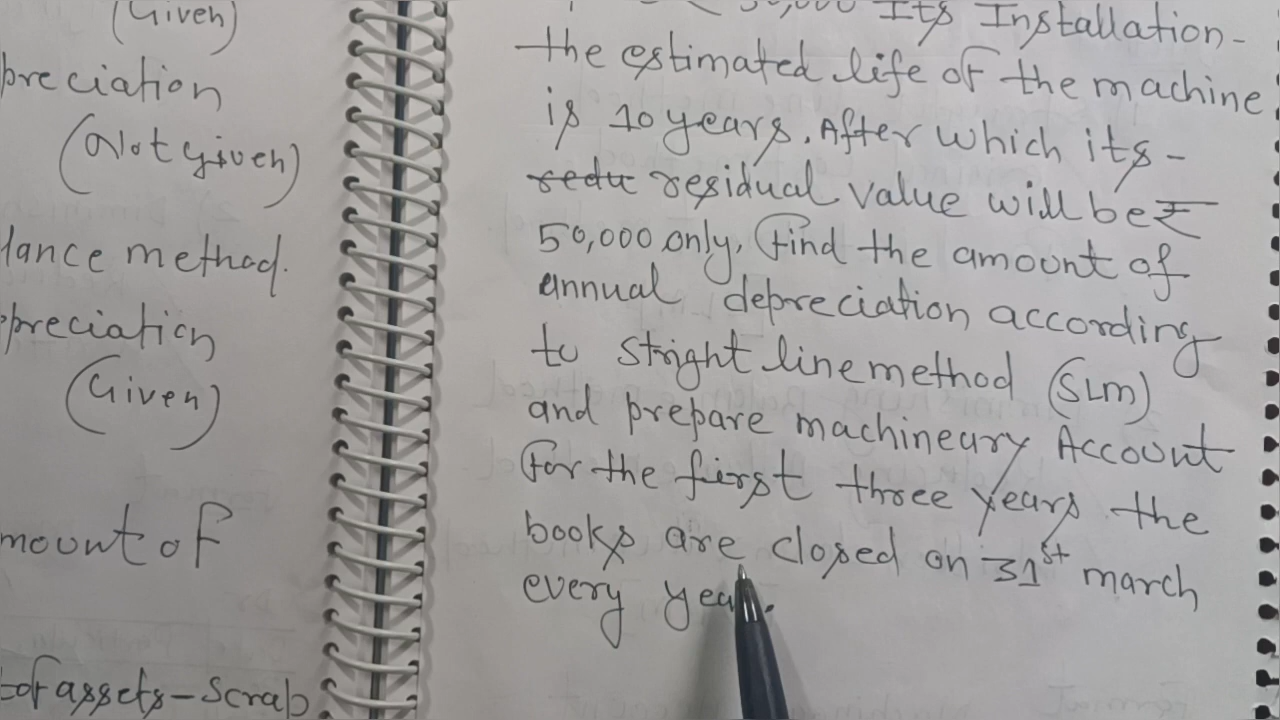 (Given)
preciation
(Not given)
lance method.
preciation
(Given)
mount of
of assets-Scrab
50,000 Its Installation-
the estimated life of the machine
is 10 years. After which its-
redu residual value will be ₹
50,000 only, Find the amount of
annual depreciation according
to stright line method (SLM)
and prepare machineary Account
For the first three years the
books are closed on 31st march
every year.